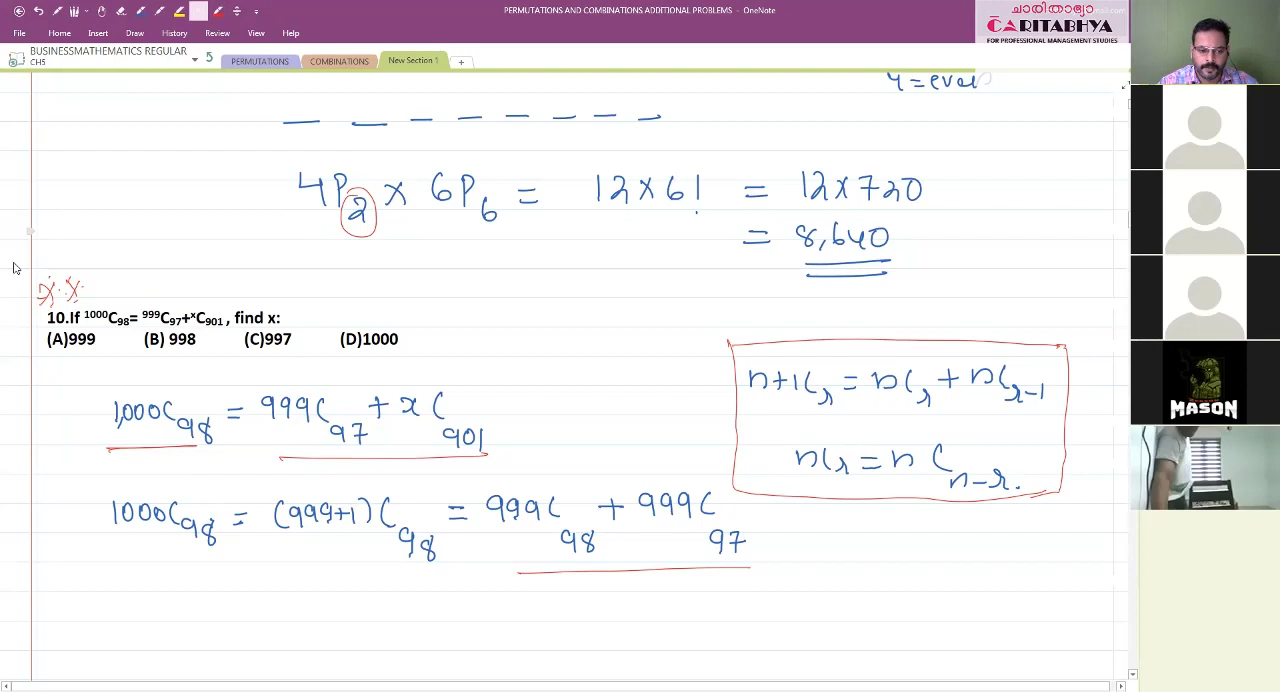 PERMUTATIONS AND COMBINATIONS ADDITIONAL PROBLEMS - OneNote
ചാരിതാഭ്യാ
CARITABHYA
FOR PROFESSIONAL MANAGEMENT STUDIES
File Home Insert Draw History Review View Help
BUSINESSMATHEMATICS REGULAR
CH5
PERMUTATIONS COMBINATIONS New Section 1 +
4 = even
4P2 × 6P6 = 12 × 6! = 12 × 720
= 8,640
10.If ¹⁰⁰⁰C₉₈= ⁹⁹⁹C₉₇+ˣC₉₀₁ , find x:
(A)999 (B) 998 (C)997 (D)1000
1000C98 = 999C97 + xC901
n+1Cr = nCr + nCr-1
nCr = nCn-r.
1000C98 = (999+1)C98 = 999C98 + 999C97
MASON